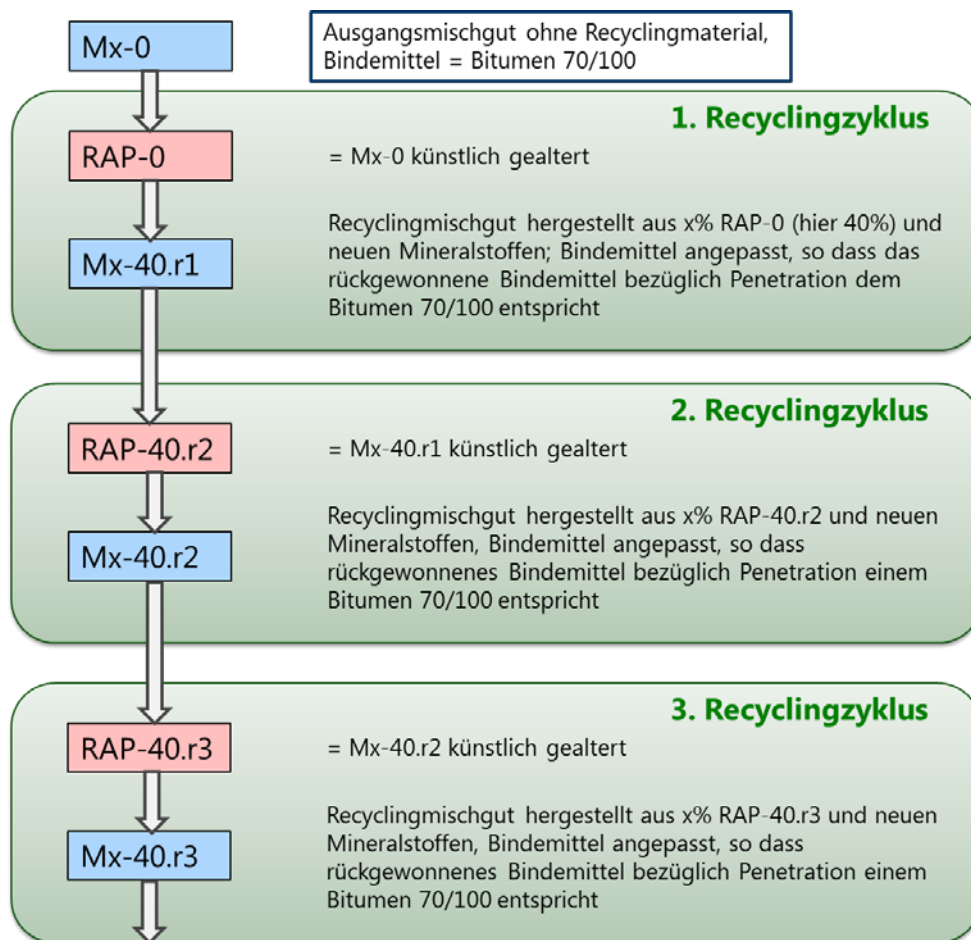 Mx-0
Ausgangsmischgut ohne Recyclingmaterial,
Bindemittel = Bitumen 70/100
1. Recyclingzyklus
RAP-0
= Mx-0 künstlich gealtert
Recyclingmischgut hergestellt aus x% RAP-0 (hier 40%) und
neuen Mineralstoffen; Bindemittel angepasst, so dass das
rückgewonnene Bindemittel bezüglich Penetration dem
Bitumen 70/100 entspricht
Mx-40.r1
2. Recyclingzyklus
RAP-40.r2
= Mx-40.r1 künstlich gealtert
Recyclingmischgut hergestellt aus x% RAP-40.r2 und neuen
Mineralstoffen, Bindemittel angepasst, so dass
rückgewonnenes Bindemittel bezüglich Penetration einem
Bitumen 70/100 entspricht
Mx-40.r2
3. Recyclingzyklus
RAP-40.r3
= Mx-40.r2 künstlich gealtert
Recyclingmischgut hergestellt aus x% RAP-40.r3 und neuen
Mineralstoffen, Bindemittel angepasst, so dass
rückgewonnenes Bindemittel bezüglich Penetration einem
Bitumen 70/100 entspricht
Mx-40.r3